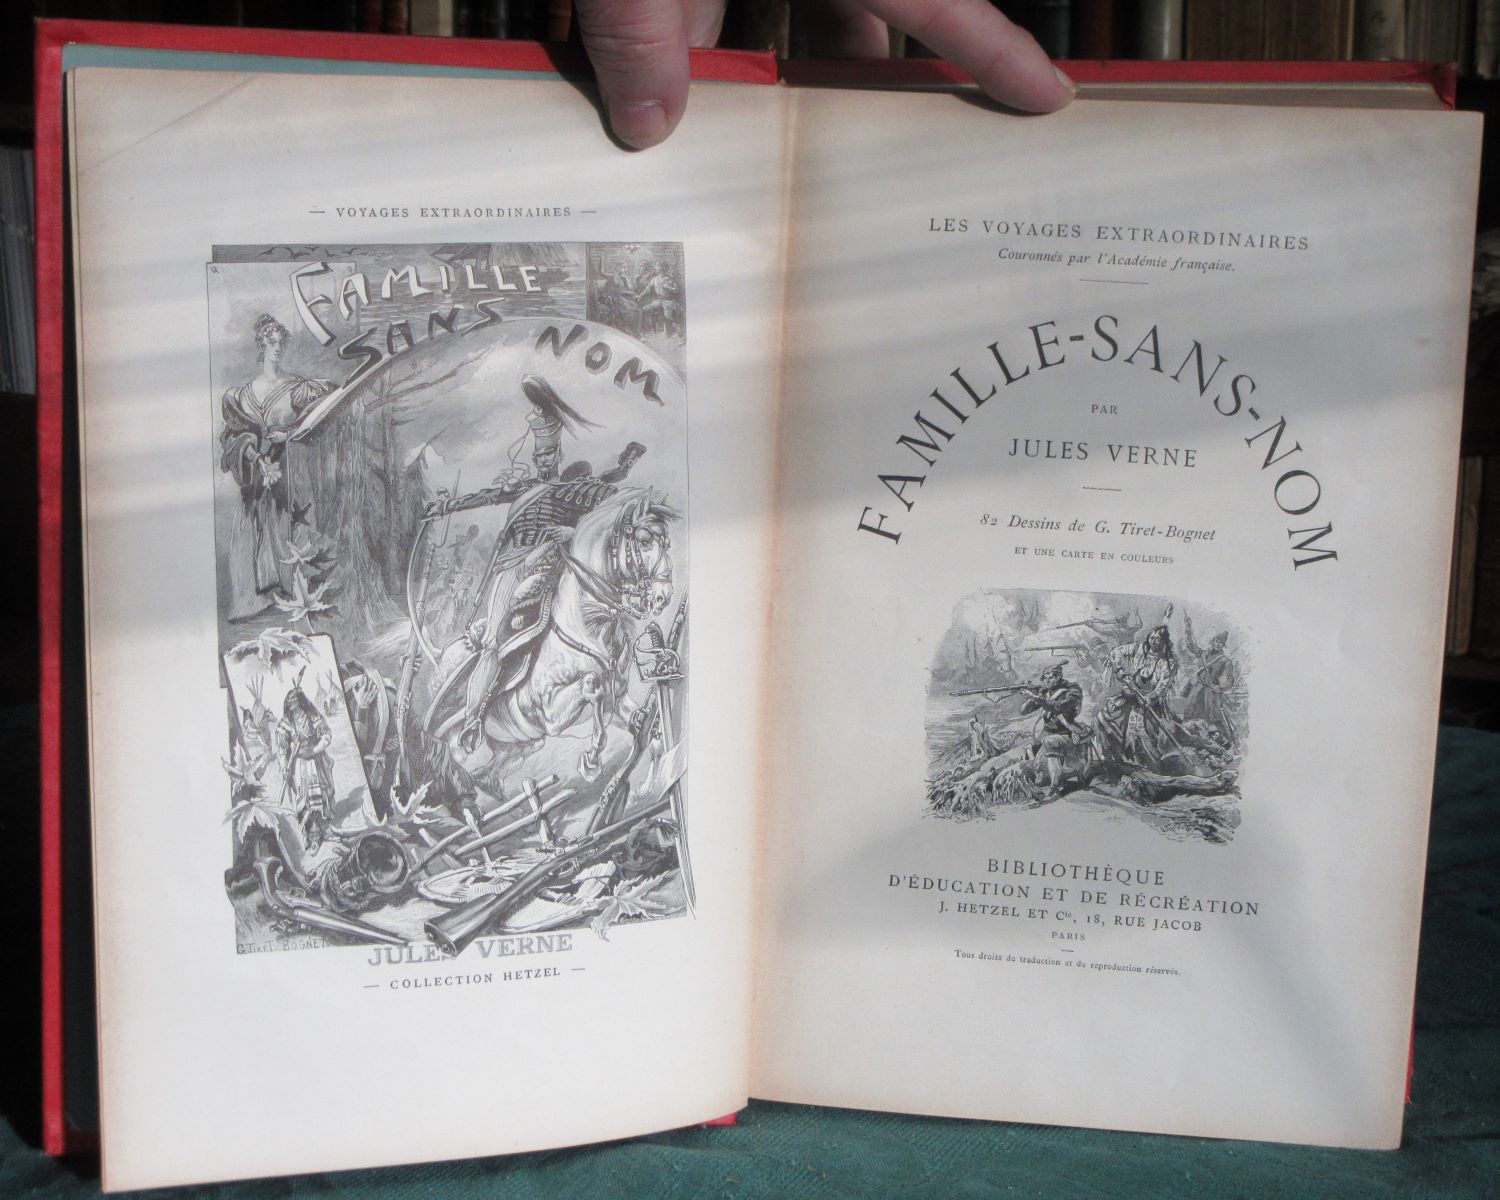 — VOYAGES EXTRAORDINAIRES —
FAMILLE
SANS NOM
G. TIRET-BOGNET
JULES VERNE
— COLLECTION HETZEL —
LES VOYAGES EXTRAORDINAIRES
Couronnés par l'Académie française.
FAMILLE-SANS-NOM
PAR
JULES VERNE
82 Dessins de G. Tiret-Bognet
ET UNE CARTE EN COULEURS
BIBLIOTHÈQUE
D'ÉDUCATION ET DE RÉCRÉATION
J. HETZEL ET Cie, 18, RUE JACOB
PARIS
Tous droits de traduction et de reproduction réservés.